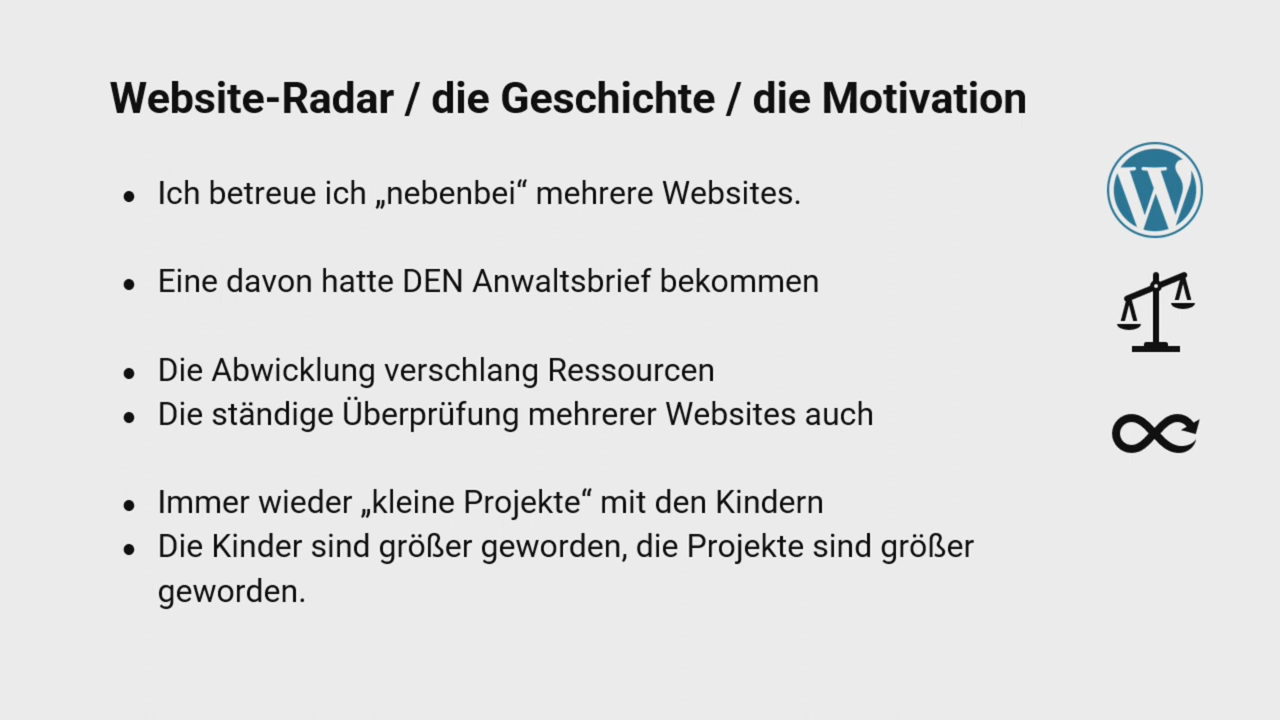 Website-Radar / die Geschichte / die Motivation
● Ich betreue ich „nebenbei“ mehrere Websites.
● Eine davon hatte DEN Anwaltsbrief bekommen
● Die Abwicklung verschlang Ressourcen
● Die ständige Überprüfung mehrerer Websites auch
● Immer wieder „kleine Projekte“ mit den Kindern
● Die Kinder sind größer geworden, die Projekte sind größer
geworden.